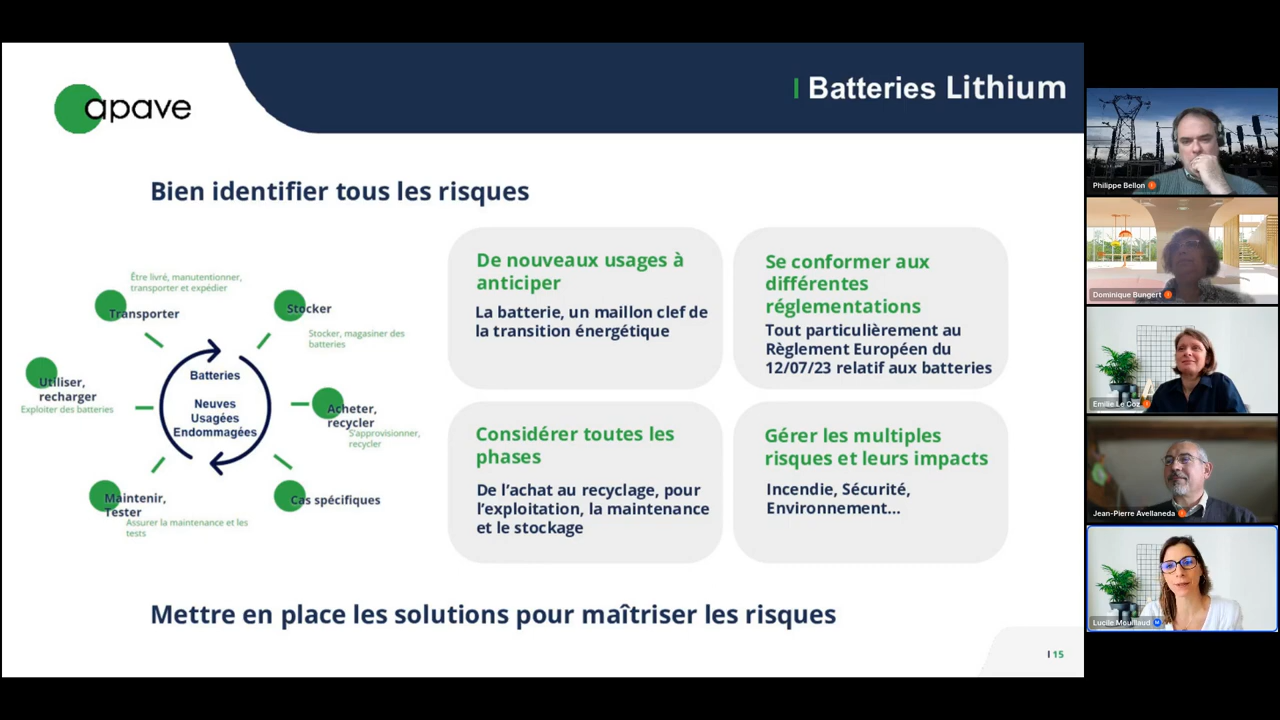 apave
Batteries Lithium
Bien identifier tous les risques
Être livré, manutentionner,
transporter et expédier
Transporter
Stocker
Stocker, magasiner des
batteries
Utiliser,
recharger
Exploiter des batteries
Batteries
Neuves
Usagées
Endommagées
Acheter,
recycler
S'approvisionner,
recycler
Maintenir,
Tester
Assurer la maintenance et les
tests
Cas spécifiques
De nouveaux usages à
anticiper
La batterie, un maillon clef de
la transition énergétique
Se conformer aux
différentes
réglementations
Tout particulièrement au
Règlement Européen du
12/07/23 relatif aux batteries
Considérer toutes les
phases
De l'achat au recyclage, pour
l'exploitation, la maintenance
et le stockage
Gérer les multiples
risques et leurs impacts
Incendie, Sécurité,
Environnement...
Mettre en place les solutions pour maîtriser les risques
15
Philippe Bellon
Dominique Bungert
Emilie Le Coz
Jean-Pierre Avellaneda
Lucile Mouillaud